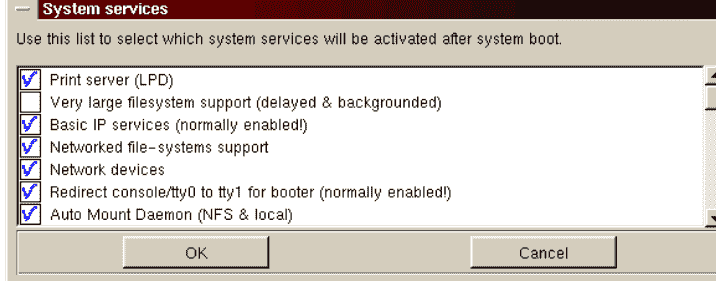 System services
Use this list to select which system services will be activated after system boot.
Print server (LPD)
Very large filesystem support (delayed & backgrounded)
Basic IP services (normally enabled!)
Networked file-systems support
Network devices
Redirect console/tty0 to tty1 for booter (normally enabled!)
Auto Mount Daemon (NFS & local)
OK Cancel